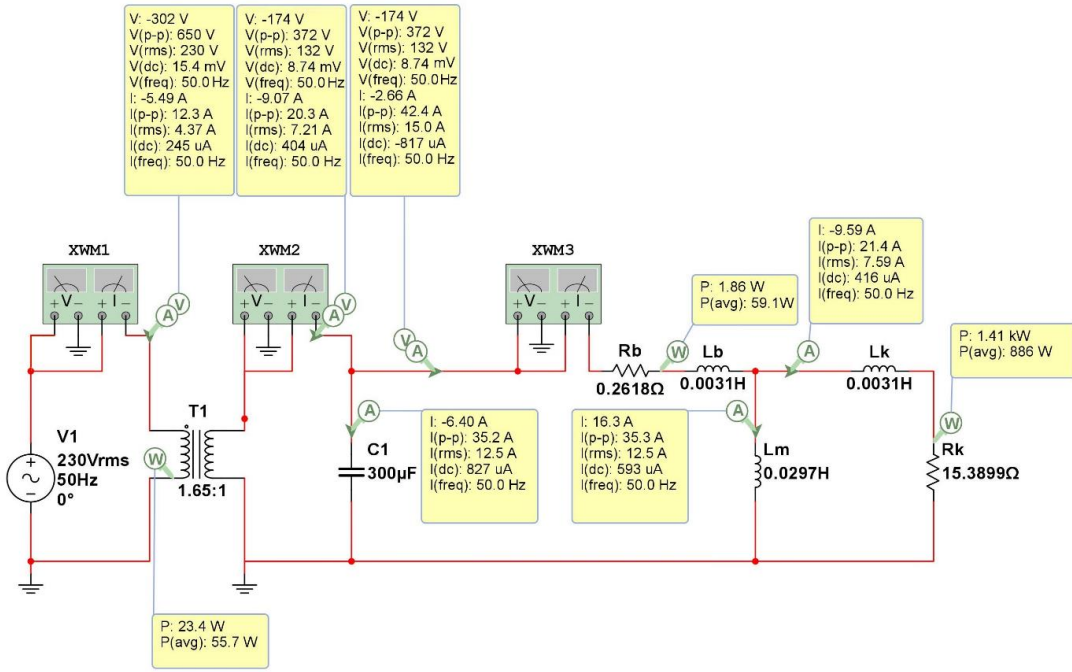 V: -302 V
V(p-p): 650 V
V(rms): 230 V
V(dc): 15.4 mV
V(freq): 50.0 Hz
I: -5.49 A
I(p-p): 12.3 A
I(rms): 4.37 A
I(dc): 245 uA
I(freq): 50.0 Hz
V: -174 V
V(p-p): 372 V
V(rms): 132 V
V(dc): 8.74 mV
V(freq): 50.0 Hz
I: -9.07 A
I(p-p): 20.3 A
I(rms): 7.21 A
I(dc): 404 uA
I(freq): 50.0 Hz
V: -174 V
V(p-p): 372 V
V(rms): 132 V
V(dc): 8.74 mV
V(freq): 50.0 Hz
I: -2.66 A
I(p-p): 42.4 A
I(rms): 15.0 A
I(dc): -817 uA
I(freq): 50.0 Hz
XWM1
V I
+ - + -
A V
XWM2
V I
+ - + -
A V
V
A
XWM3
V I
+ - + -
P: 1.86 W
P(avg): 59.1W
W
I: -9.59 A
I(p-p): 21.4 A
I(rms): 7.59 A
I(dc): 416 uA
I(freq): 50.0 Hz
A
P: 1.41 kW
P(avg): 886 W
W
Rb
0.2618Ω
Lb
0.0031H
Lk
0.0031H
V1
230Vrms
50Hz
0°
T1
1.65:1
W
C1
300µF
A
I: -6.40 A
I(p-p): 35.2 A
I(rms): 12.5 A
I(dc): 827 uA
I(freq): 50.0 Hz
I: 16.3 A
I(p-p): 35.3 A
I(rms): 12.5 A
I(dc): 593 uA
I(freq): 50.0 Hz
A
Lm
0.0297H
Rk
15.3899Ω
P: 23.4 W
P(avg): 55.7 W